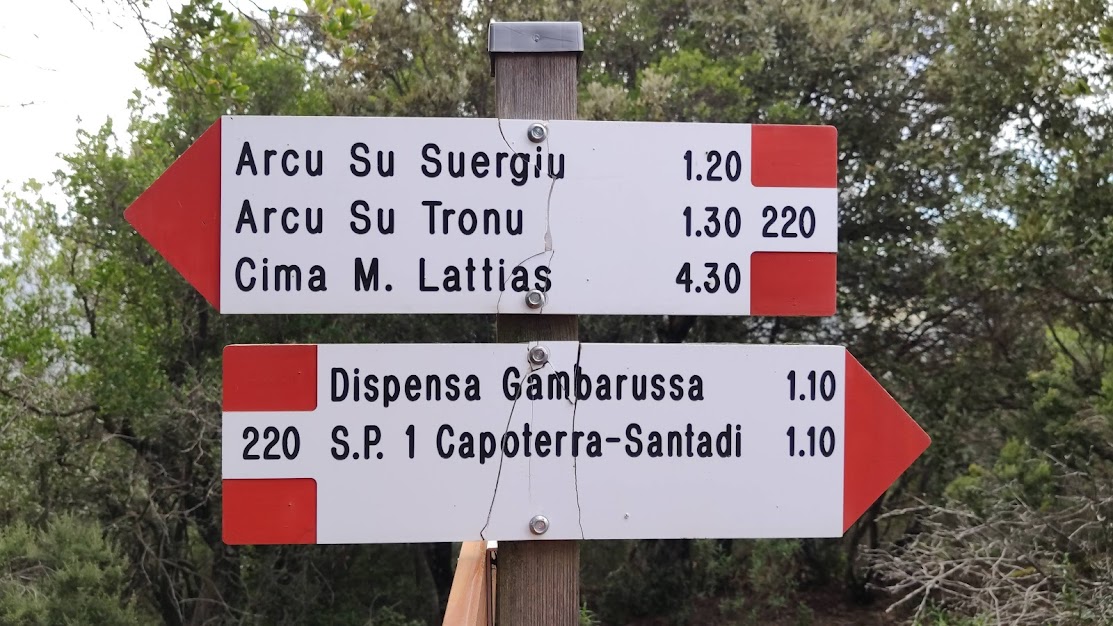 Arcu Su Suergiu 1.20
Arcu Su Tronu 1.30 220
Cima M. Lattias 4.30
Dispensa Gambarussa 1.10
220 S.P. 1 Capoterra-Santadi 1.10